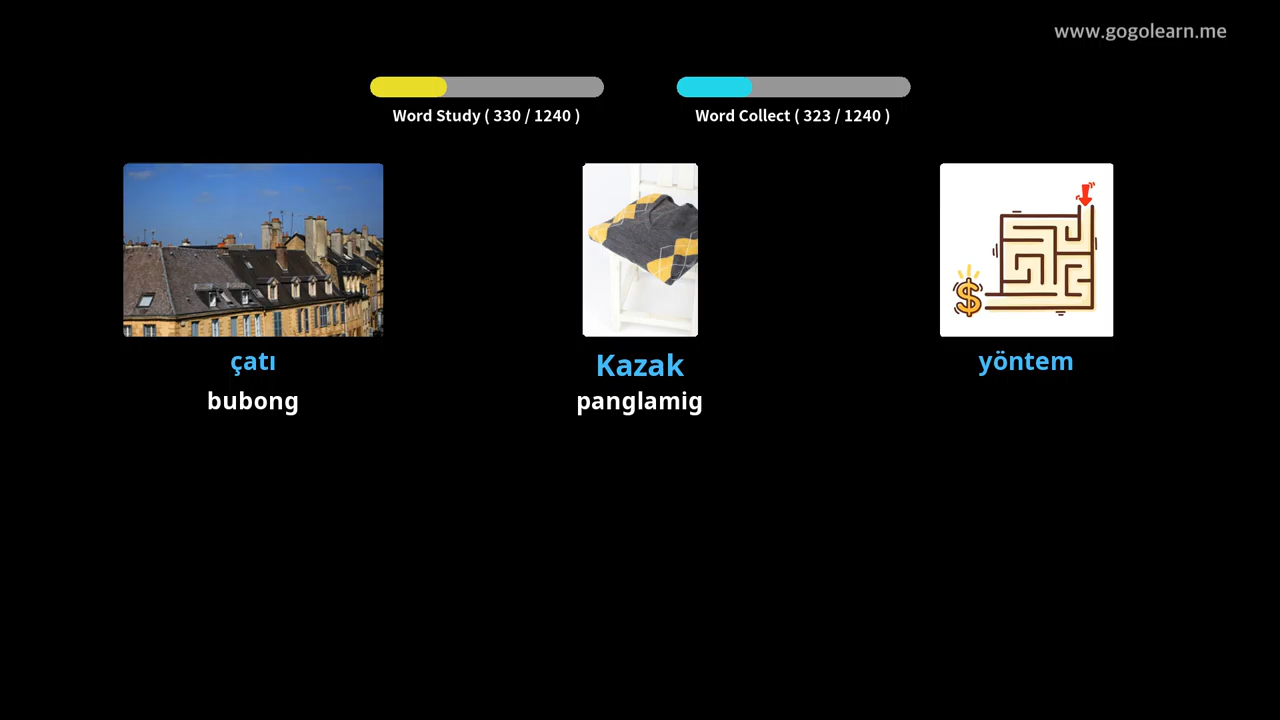 www.gogolearn.me
Word Study ( 330 / 1240 )
Word Collect ( 323 / 1240 )
çatı
bubong
Kazak
panglamig
yöntem